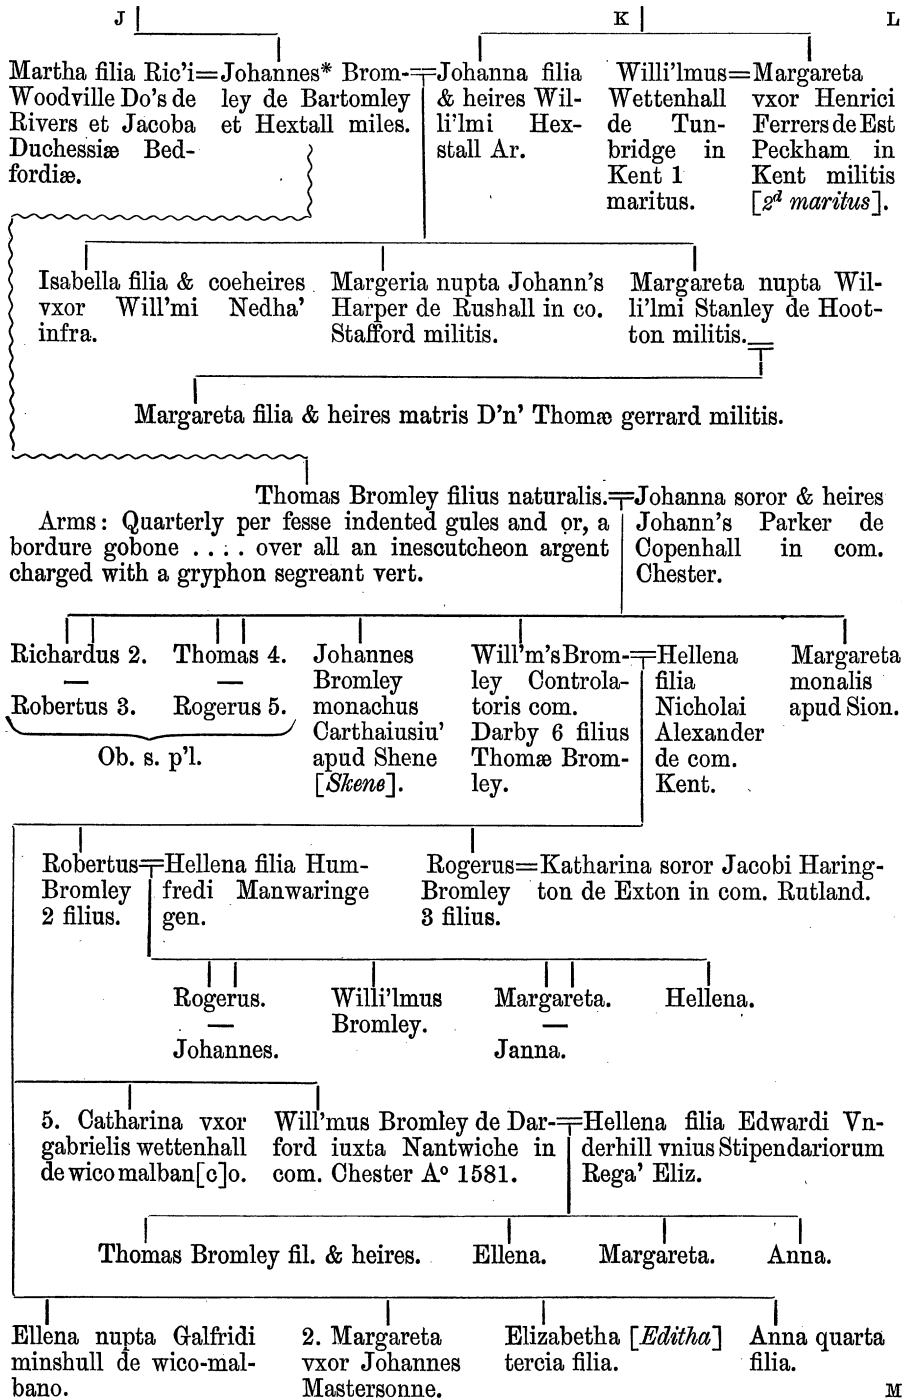 J K L
Martha filia Ric'i=Johannes* Brom-
Woodville Do's de
Rivers et Jacoba
Duchessiæ Bed-
fordiæ.
ley de Bartomley
et Hextall miles.
Johanna filia
& heires Wil-
li'lmi Hex-
stall Ar.
Willi'lmus=Margareta
Wettenhall
de Tun-
bridge in
Kent 1
maritus.
vxor Henrici
Ferrers de Est
Peckham in
Kent militis
[2d maritus].
Isabella filia & coeheires
vxor Will'mi Nedha'
infra.
Margeria nupta Johann's
Harper de Rushall in co.
Stafford militis.
Margareta nupta Wil-
li'lmi Stanley de Hoot-
ton militis.
Margareta filia & heires matris D'n' Thomæ gerrard militis.
Thomas Bromley filius naturalis.=Johanna soror & heires
Johann's Parker de
Copenhall in com.
Chester.
Arms: Quarterly per fesse indented gules and or, a
bordure gobone .... over all an inescutcheon argent
charged with a gryphon segreant vert.
Richardus 2.
—
Robertus 3.
Thomas 4.
—
Rogerus 5.
Ob. s. p'l.
Johannes
Bromley
monachus
Carthaiusiu'
apud Shene
[Skene].
Will'm's Brom-
ley Controla-
toris com.
Darby 6 filius
Thomæ Brom-
ley.
Hellena
filia
Nicholai
Alexander
de com.
Kent.
Margareta
monalis
apud Sion.
Robertus=Hellena filia Hum-
Bromley
2 filius.
fredi Manwaringe
gen.
Rogerus=Katharina soror Jacobi Haring-
Bromley
3 filius.
ton de Exton in com. Rutland.
Rogerus.
—
Johannes.
Willi'lmus
Bromley.
Margareta.
—
Janna.
Hellena.
5. Catharina vxor
gabrielis wettenhall
de wico malban[c]o.
Will'mus Bromley de Dar-
ford iuxta Nantwiche in
com. Chester Ao 1581.
Hellena filia Edwardi Vn-
derhill vnius Stipendariorum
Rega' Eliz.
Thomas Bromley fil. & heires.
Ellena.
Margareta.
Anna.
Ellena nupta Galfridi
minshull de wico-mal-
bano.
2. Margareta
vxor Johannes
Mastersonne.
Elizabetha [Editha]
tercia filia.
Anna quarta
filia.
M